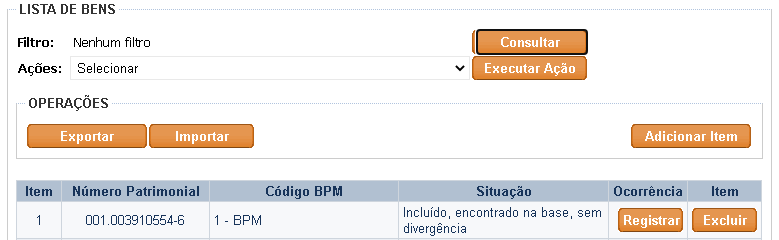 LISTA DE BENS
Filtro: Nenhum filtro Consultar
Ações: Selecionar Executar Ação
OPERAÇÕES
Exportar Importar Adicionar Item
Item Número Patrimonial Código BPM Situação Ocorrência Item
1 001.003910554-6 1 - BPM Incluído, encontrado na base, sem divergência Registrar Excluir